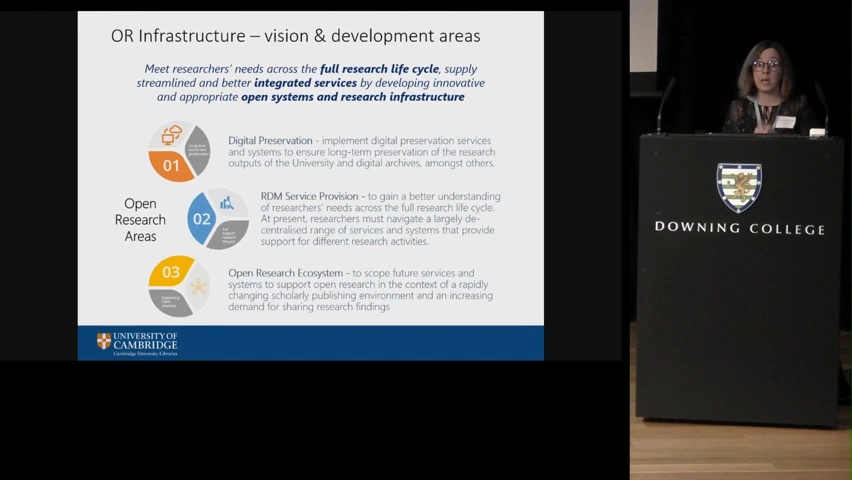 OR Infrastructure – vision & development areas
Meet researchers' needs across the full research life cycle, supply
streamlined and better integrated services by developing innovative
and appropriate open systems and research infrastructure
01
Digital Preservation - implement digital preservation services
and systems to ensure long-term preservation of the research
outputs of the University and digital archives, amongst others.
Open
Research
Areas
02
RDM Service Provision - to gain a better understanding
of researchers' needs across the full research life cycle.
At present, researchers must navigate a largely de-
centralised range of services and systems that provide
support for different research activities.
03
Open Research Ecosystem - to scope future services and
systems to support open research in the context of a rapidly
changing scholarly publishing environment and an increasing
demand for sharing research findings
UNIVERSITY OF
CAMBRIDGE
Cambridge University Libraries
DOWNING COLLEGE